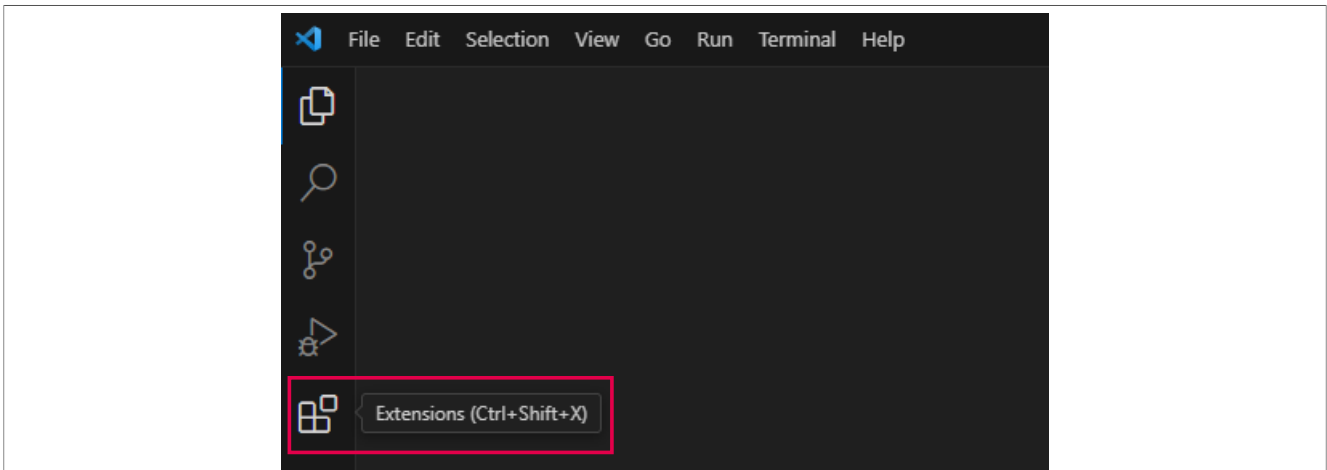 File Edit Selection View Go Run Terminal Help
Extensions (Ctrl+Shift+X)